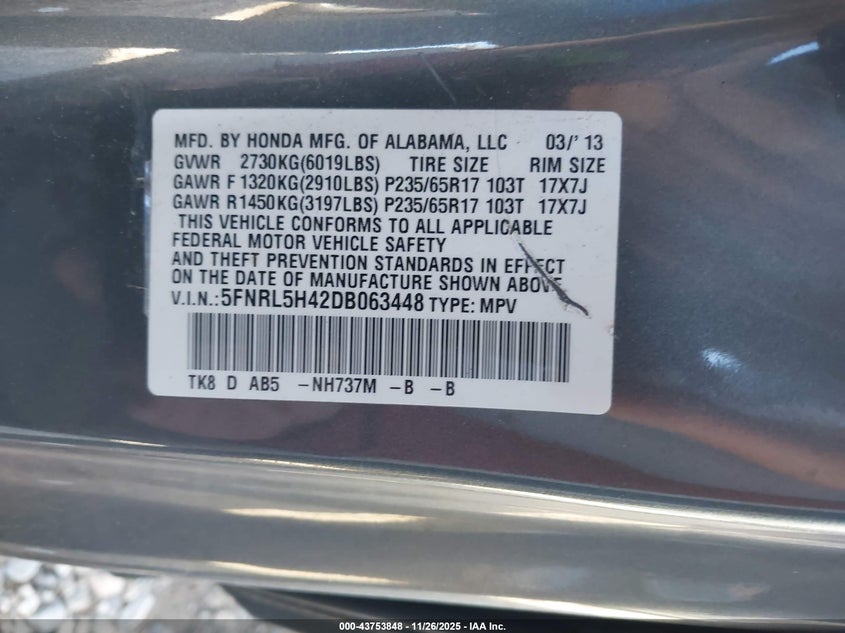 MFD. BY HONDA MFG. OF ALABAMA, LLC 03/' 13
GVWR 2730KG(6019LBS) TIRE SIZE RIM SIZE
GAWR F 1320KG(2910LBS) P235/65R17 103T 17X7J
GAWR R1450KG(3197LBS) P235/65R17 103T 17X7J
THIS VEHICLE CONFORMS TO ALL APPLICABLE
FEDERAL MOTOR VEHICLE SAFETY
AND THEFT PREVENTION STANDARDS IN EFFECT
ON THE DATE OF MANUFACTURE SHOWN ABOVE.
V.I.N.:5FNRL5H42DB063448 TYPE: MPV
TK8 D AB5 -NH737M -B -B
000-43753848 - 11/26/2025 - IAA Inc.